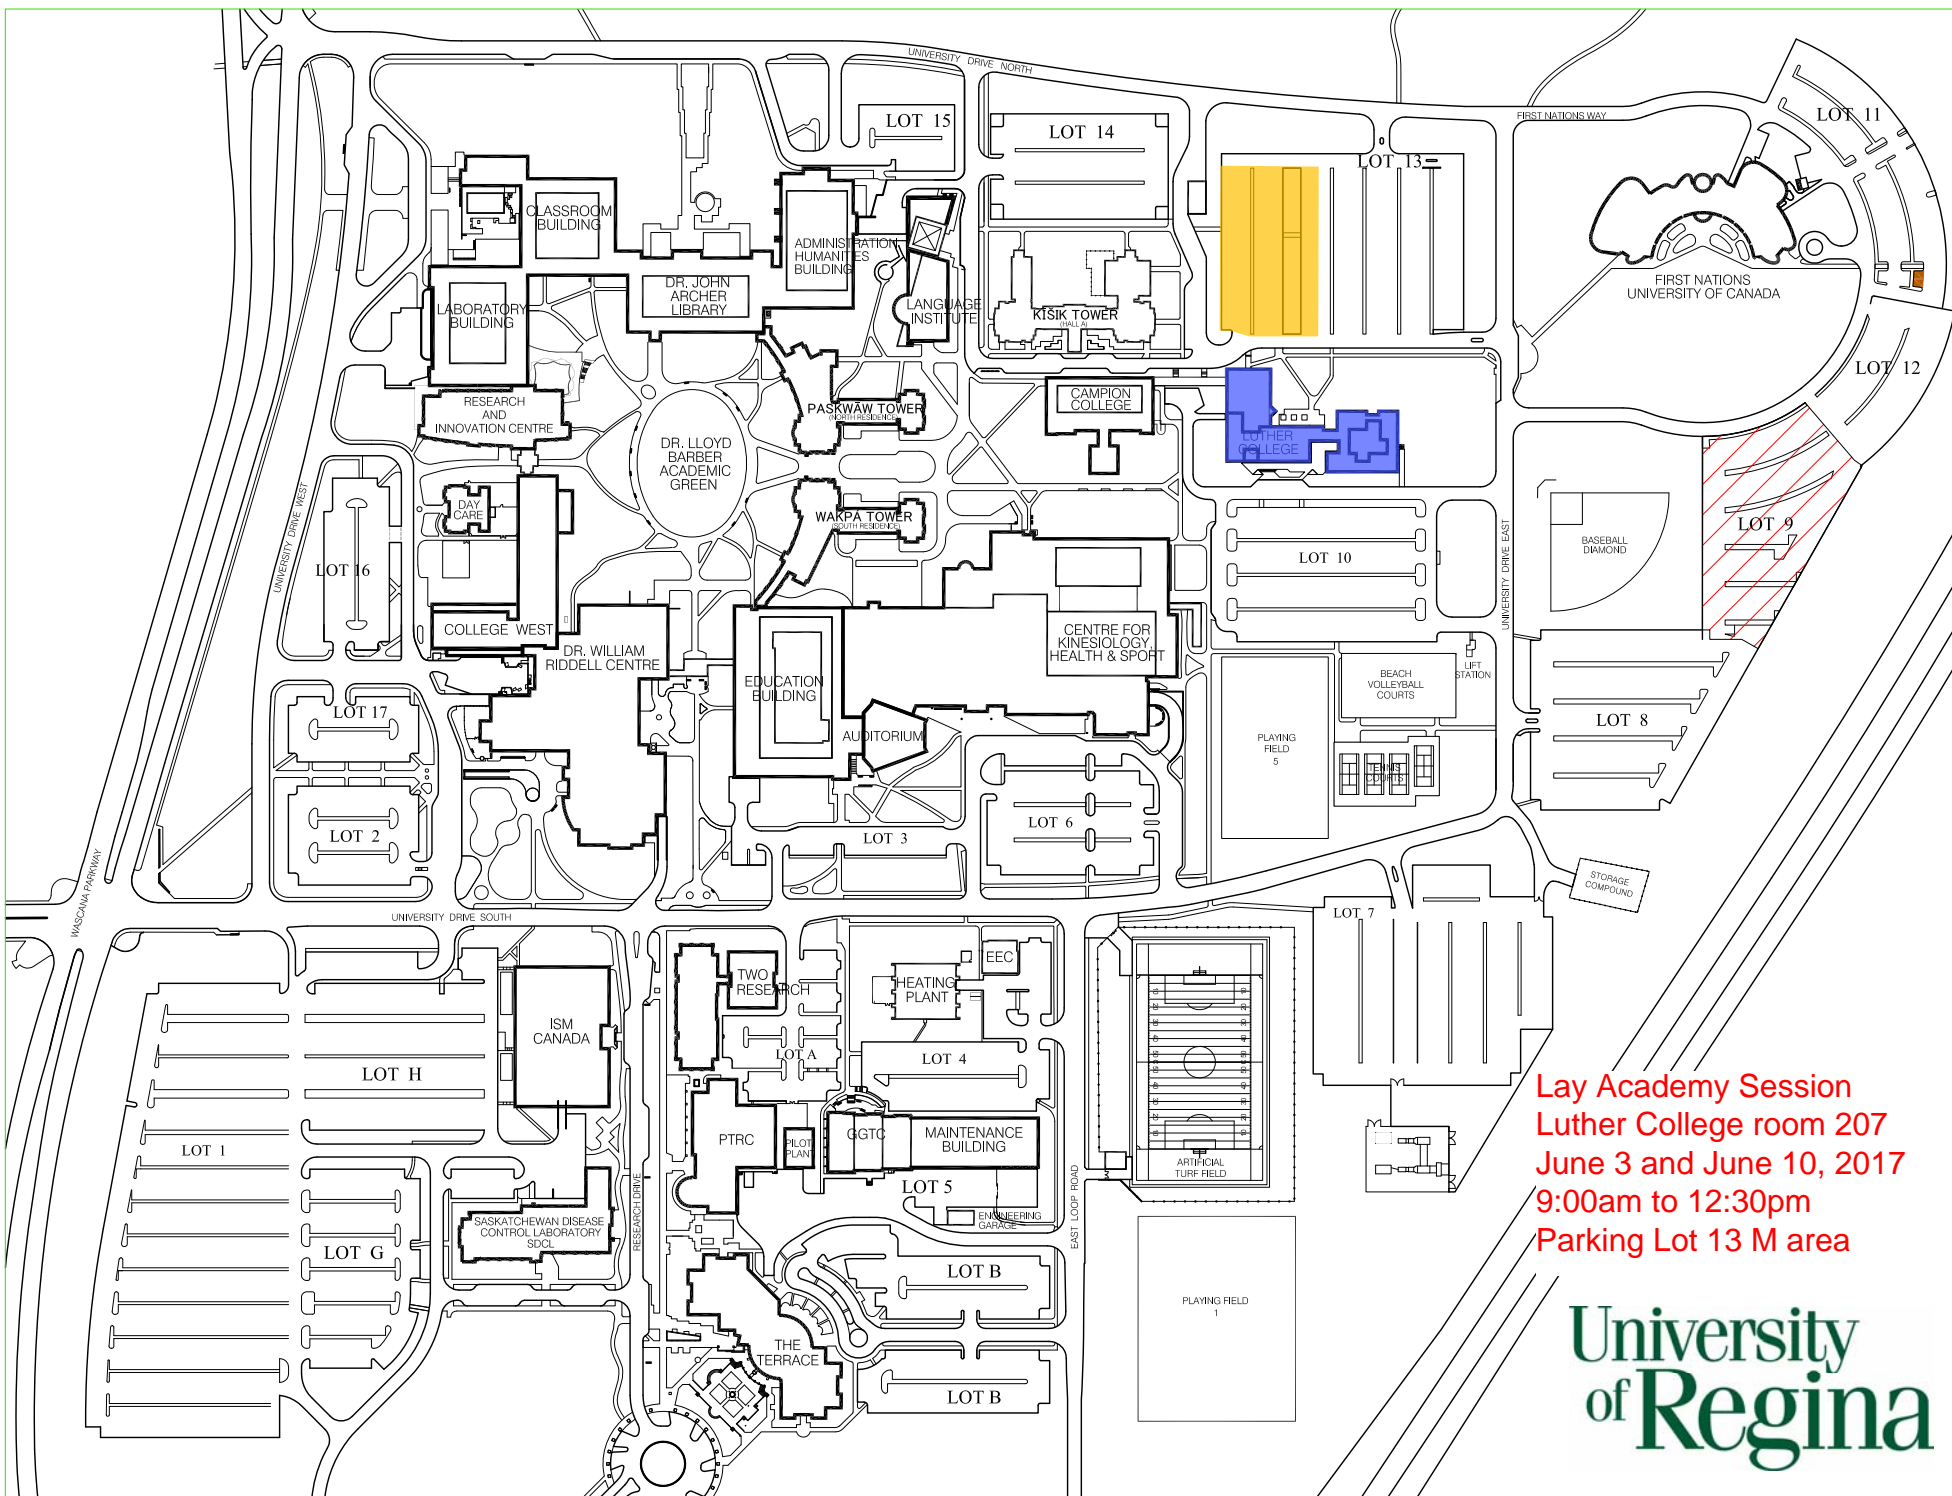 UNIVERSITY DRIVE NORTH
FIRST NATIONS WAY
LOT 11
LOT 15
LOT 14
LOT 13
CLASSROOM
BUILDING
ADMINISTRATION
HUMANITIES
BUILDING
DR. JOHN
ARCHER
LIBRARY
LABORATORY
BUILDING
LANGUAGE
INSTITUTE
KĪŠIK TOWER
(HALL A)
FIRST NATIONS
UNIVERSITY OF CANADA
LOT 12
RESEARCH
AND
INNOVATION CENTRE
PASKWĀW TOWER
(NORTH RESIDENCE)
CAMPION
COLLEGE
LUTHER
COLLEGE
DR. LLOYD
BARBER
ACADEMIC
GREEN
DAY
CARE
WAKPĀ TOWER
(SOUTH RESIDENCE)
UNIVERSITY DRIVE WEST
LOT 16
LOT 10
UNIVERSITY DRIVE EAST
BASEBALL
DIAMOND
LOT 9
COLLEGE WEST
DR. WILLIAM
RIDDELL CENTRE
CENTRE FOR
KINESIOLOGY,
HEALTH & SPORT
EDUCATION
BUILDING
AUDITORIUM
BEACH
VOLLEYBALL
COURTS
LIFT
STATION
LOT 17
LOT 8
PLAYING
FIELD
5
TENNIS
COURTS
LOT 2
LOT 3
LOT 6
STORAGE
COMPOUND
WASCANA PARKWAY
UNIVERSITY DRIVE SOUTH
LOT 7
TWO
RESEARCH
HEATING
PLANT
EEC
ISM
CANADA
LOT A
LOT 4
LOT H
LOT 1
PTRC
PILOT
PLANT
GGTC
MAINTENANCE
BUILDING
ARTIFICIAL
TURF FIELD
LOT 5
ENGINEERING
GARAGE
EAST LOOP ROAD
RESEARCH DRIVE
SASKATCHEWAN DISEASE
CONTROL LABORATORY
SDCL
LOT G
LOT B
THE
TERRACE
LOT B
PLAYING FIELD
1
Lay Academy Session
Luther College room 207
June 3 and June 10, 2017
9:00am to 12:30pm
Parking Lot 13 M area
University
of Regina